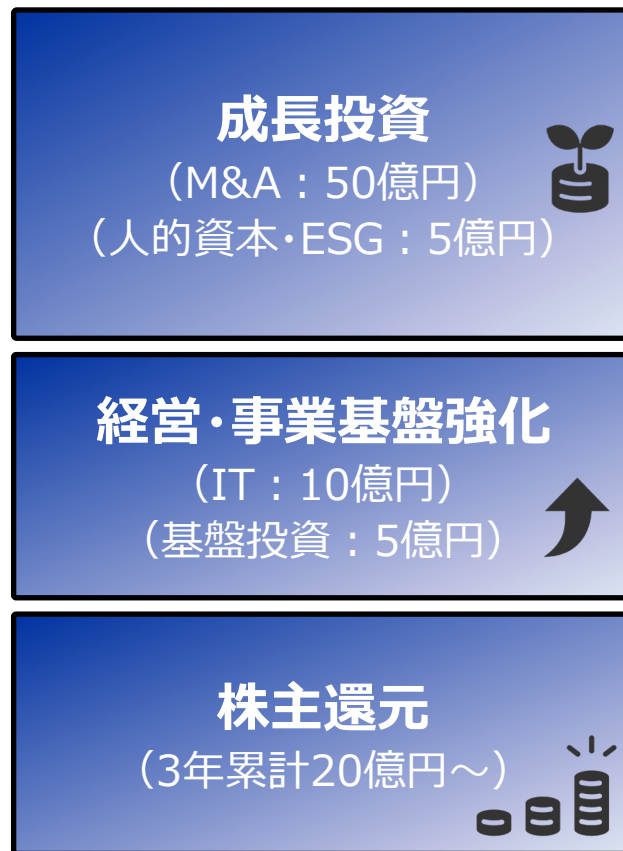 成長投資
（M&A：50億円）
（人的資本･ESG：5億円）
経営･事業基盤強化
（IT：10億円）
（基盤投資：5億円）
株主還元
（3年累計20億円～）